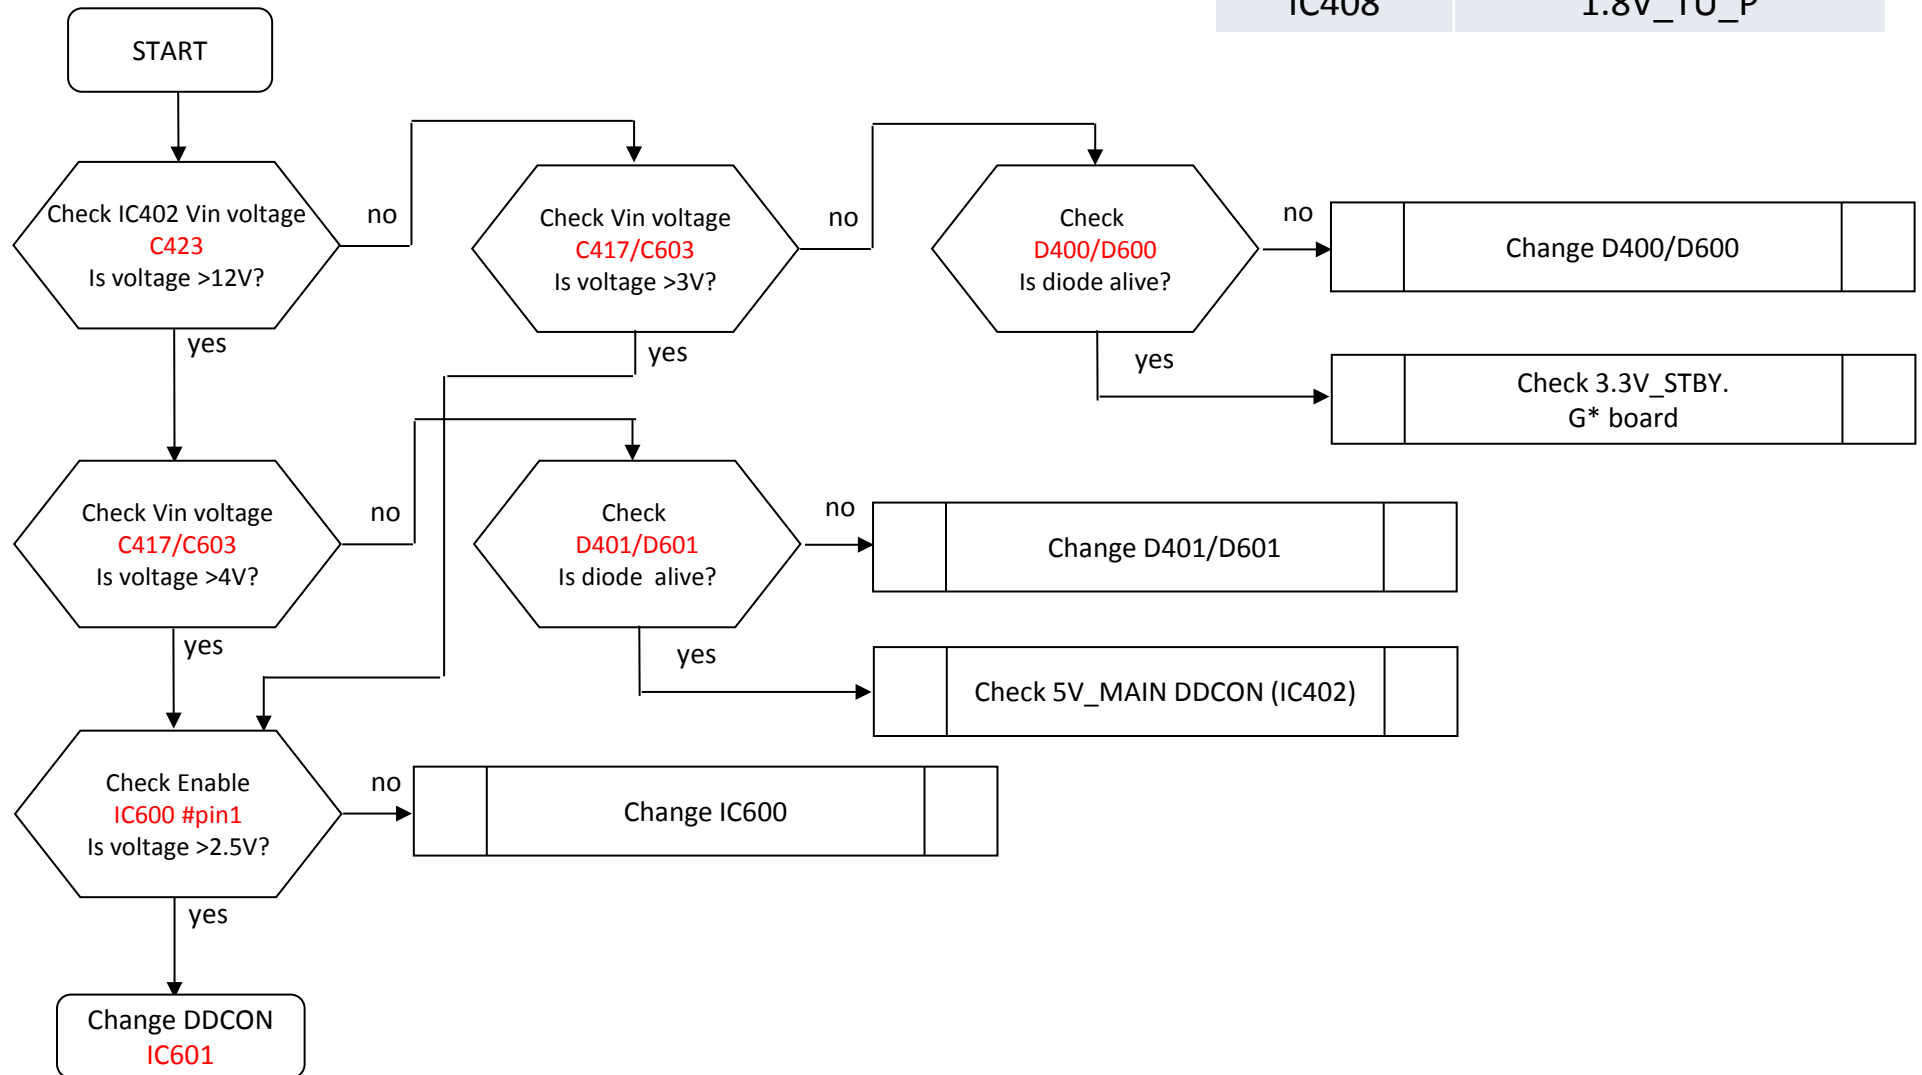 IC408 1.8V_TU_P
START
Check IC402 Vin voltage
C423
Is voltage >12V?
no
yes
Check Vin voltage
C417/C603
Is voltage >3V?
no
yes
Check
D400/D600
Is diode alive?
no
yes
Change D400/D600
Check 3.3V_STBY.
G* board
Check Vin voltage
C417/C603
Is voltage >4V?
no
yes
Check
D401/D601
Is diode  alive?
no
yes
Change D401/D601
Check 5V_MAIN DDCON (IC402)
Check Enable
IC600 #pin1
Is voltage >2.5V?
no
yes
Change IC600
Change DDCON
IC601